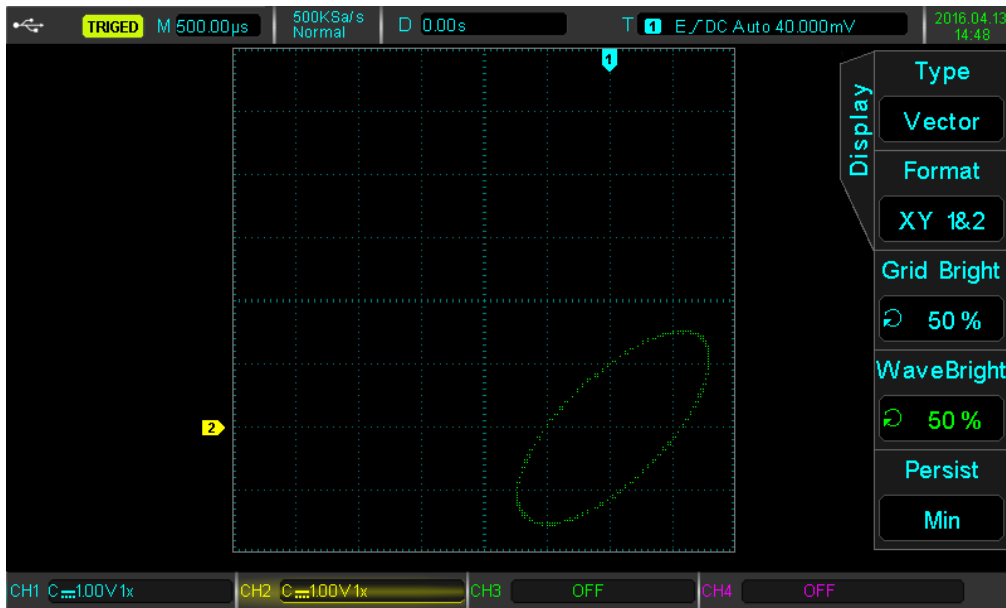 TRIGED M 500.00µs 500KSa/s Normal D 0.00s T 1 E DC Auto 40.000mV 2016.04.13 14:48
1
Display
Type
Vector
Format
XY 1&2
Grid Bright
50%
WaveBright
50%
Persist
Min
2
CH1 C 1.00V 1x CH2 C 1.00V 1x CH3 OFF CH4 OFF